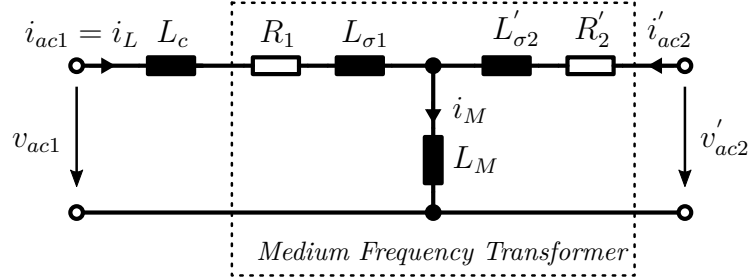 i_{ac1} = i_L L_c R_1 L_{σ1} L'_{σ2} R'_2 i'_{ac2}
i_M
v_{ac1} L_M v'_{ac2}
Medium Frequency Transformer